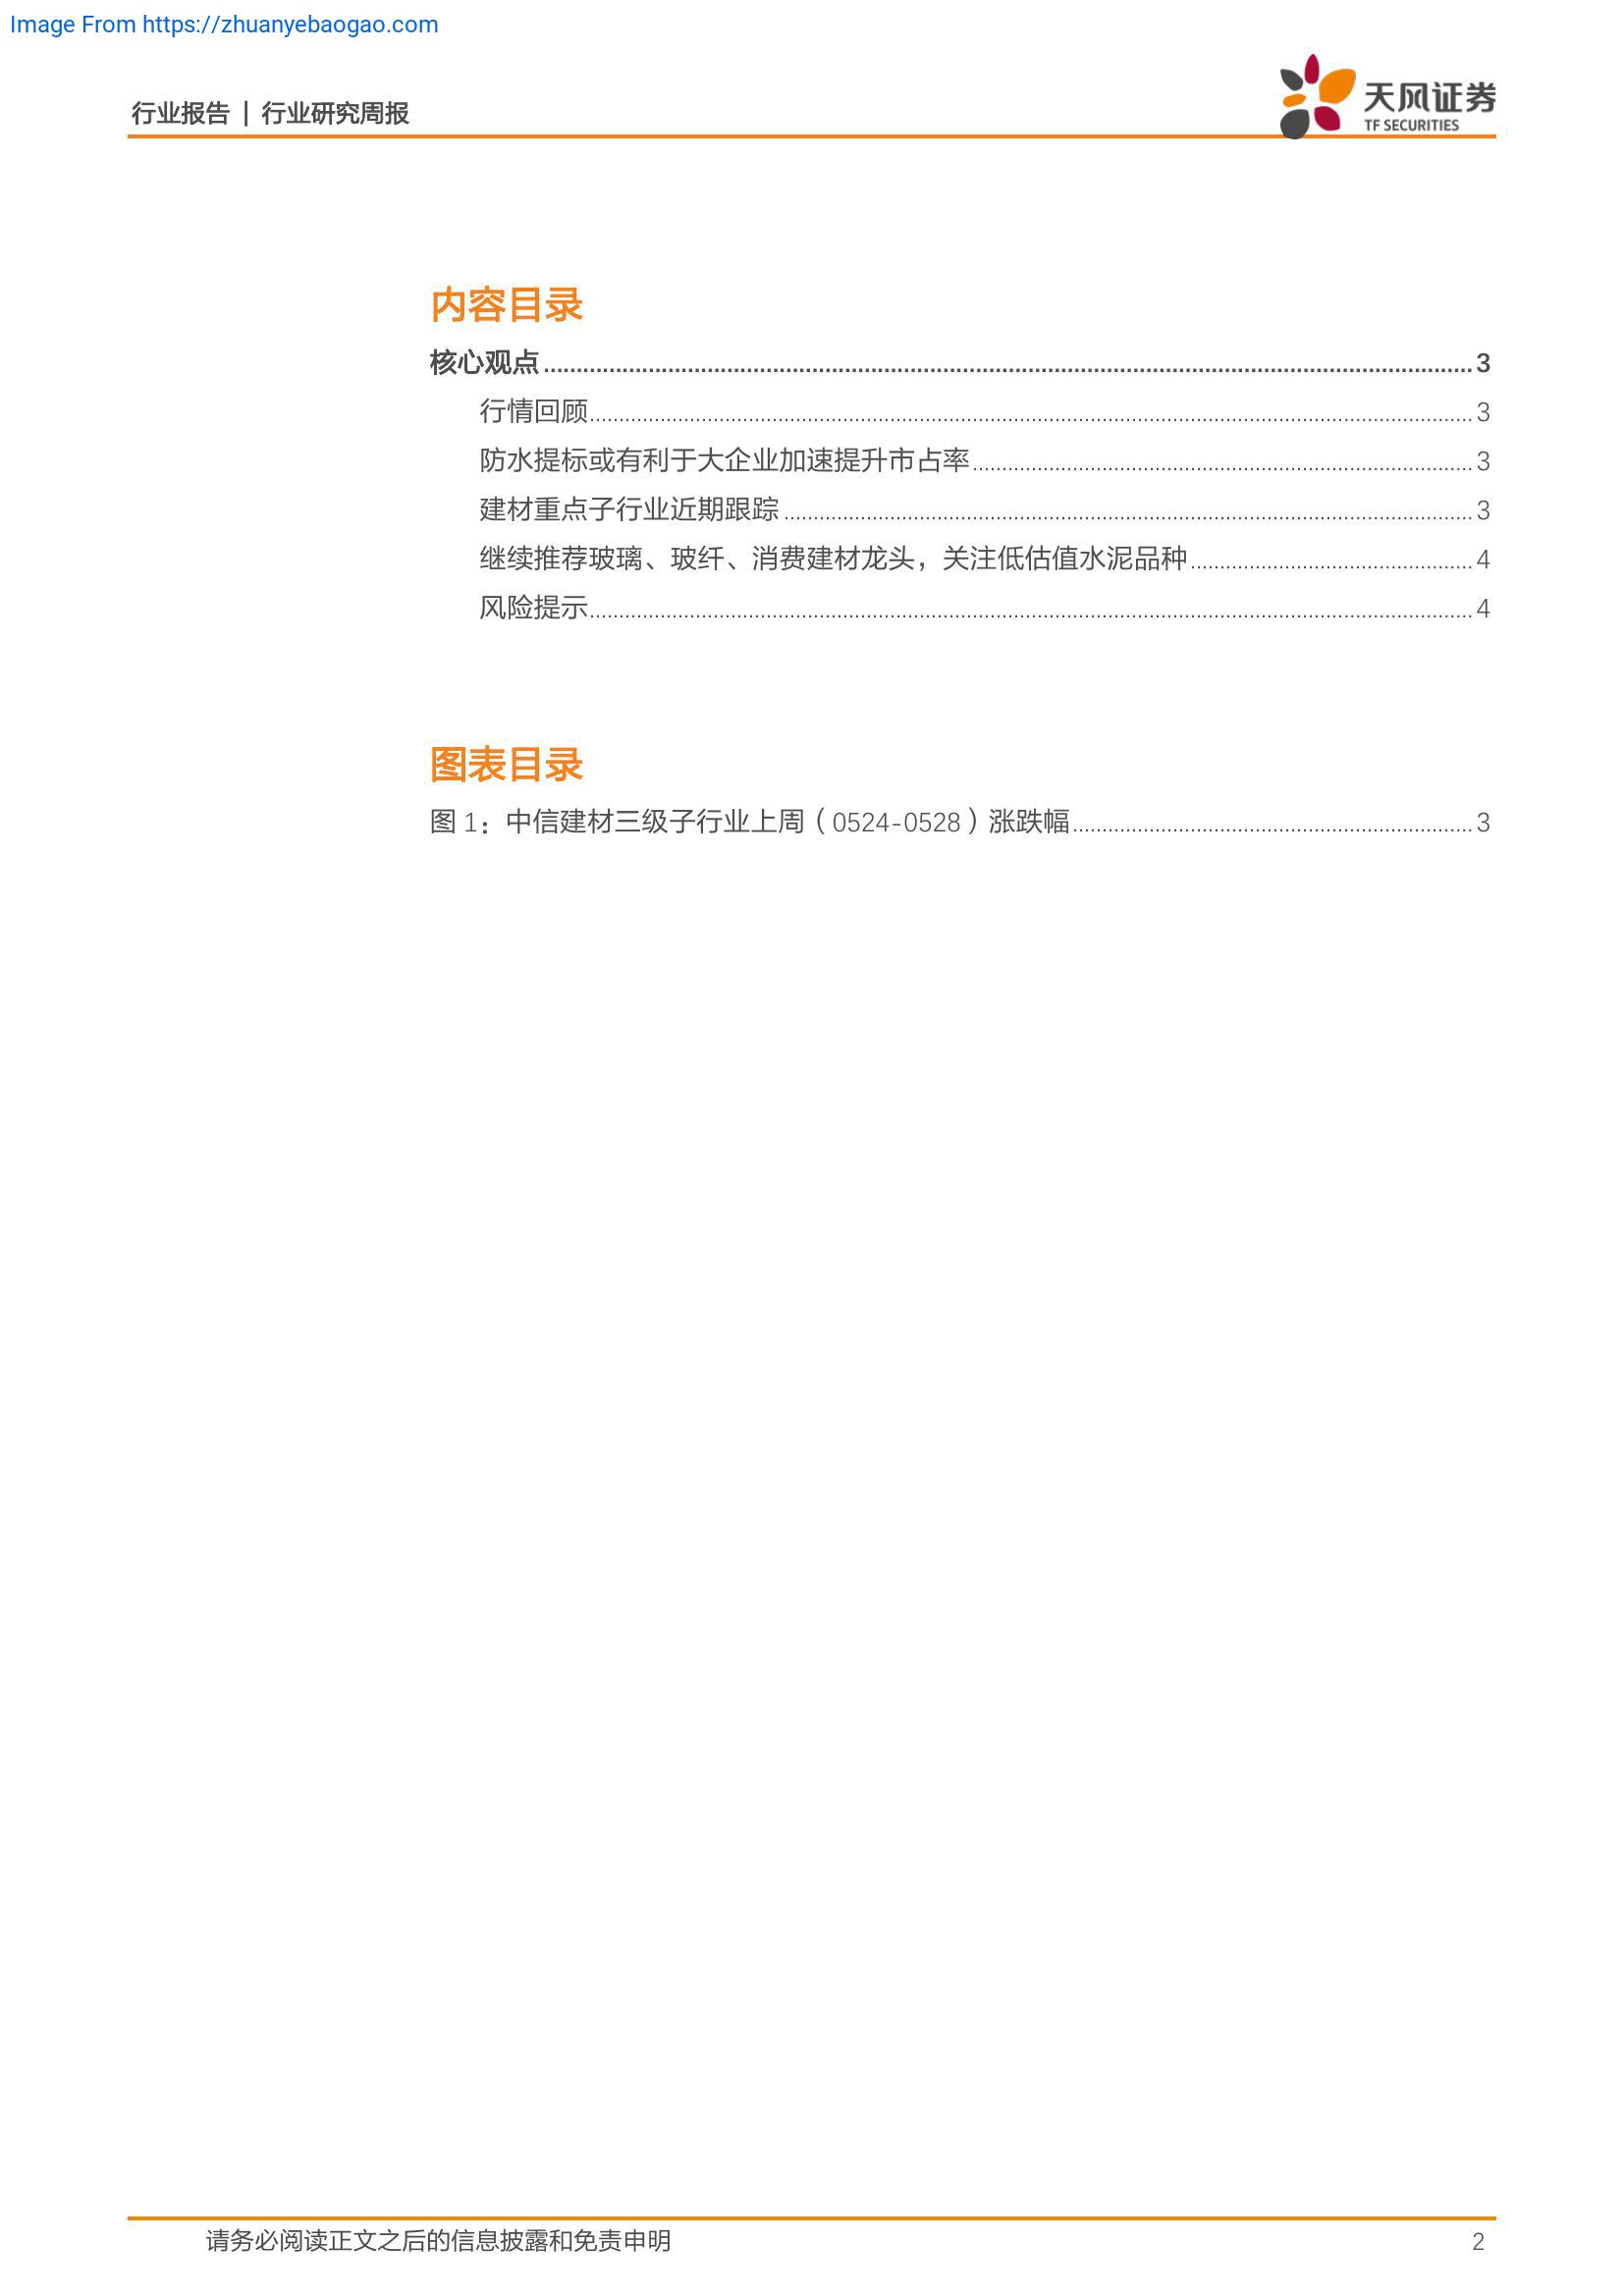 Image From https://zhuanyebaogao.com
行业报告 | 行业研究周报
天风证券
TF SECURITIES
内容目录
核心观点 3
行情回顾 3
防水提标或有利于大企业加速提升市占率 3
建材重点子行业近期跟踪 3
继续推荐玻璃、玻纤、消费建材龙头，关注低估值水泥品种 4
风险提示 4
图表目录
图 1：中信建材三级子行业上周（0524-0528）涨跌幅 3
请务必阅读正文之后的信息披露和免责申明 2